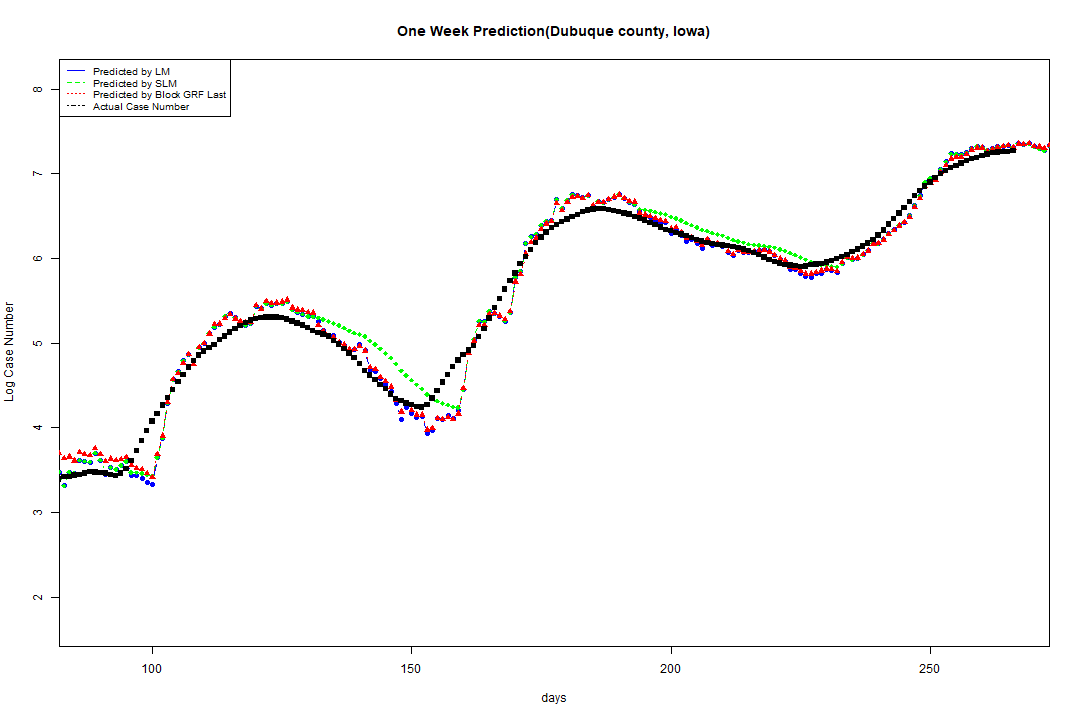 One Week Prediction(Dubuque county, Iowa)
Predicted by LM
Predicted by SLM
Predicted by Block GRF Last
Actual Case Number
Log Case Number
8
7
6
5
4
3
2
100 150 200 250
days